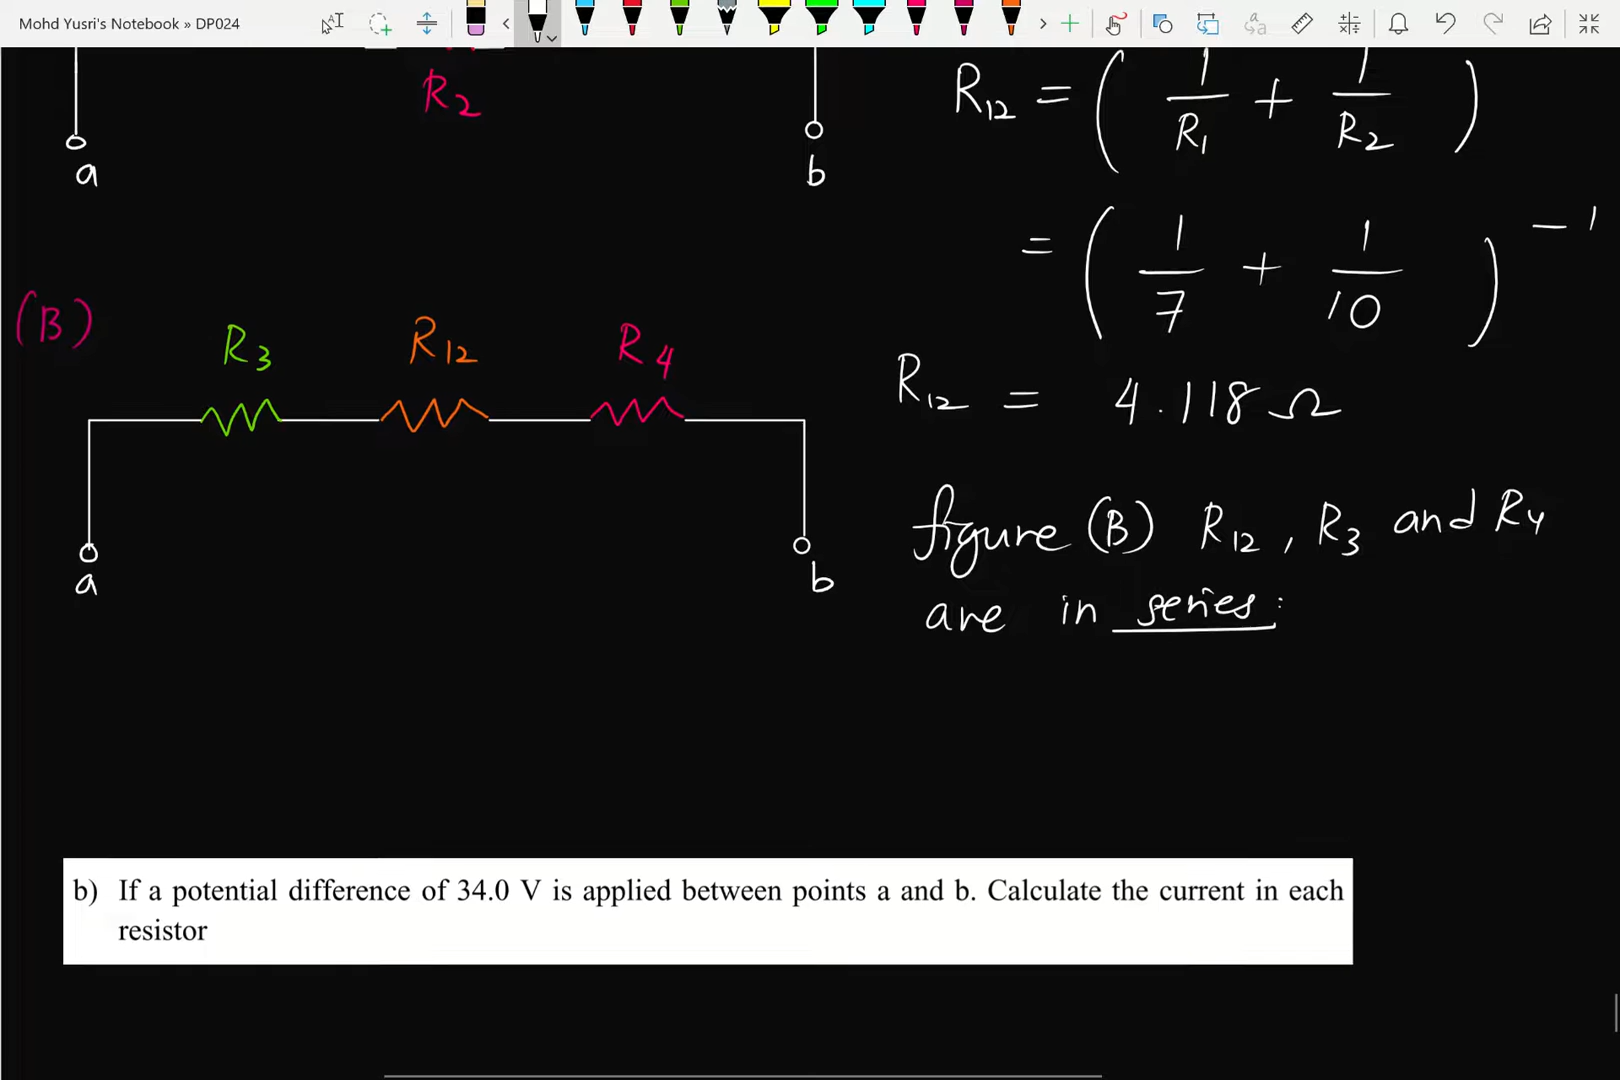 Mohd Yusri's Notebook » DP024
R2
a
b
R12 = ( 1/R1 + 1/R2 )
= ( 1/7 + 1/10 ) −1
R12 = 4.118 Ω
(B)
R3 R12 R4
a
b
figure (B) R12, R3 and R4
are in series:
b) If a potential difference of 34.0 V is applied between points a and b. Calculate the current in each
resistor